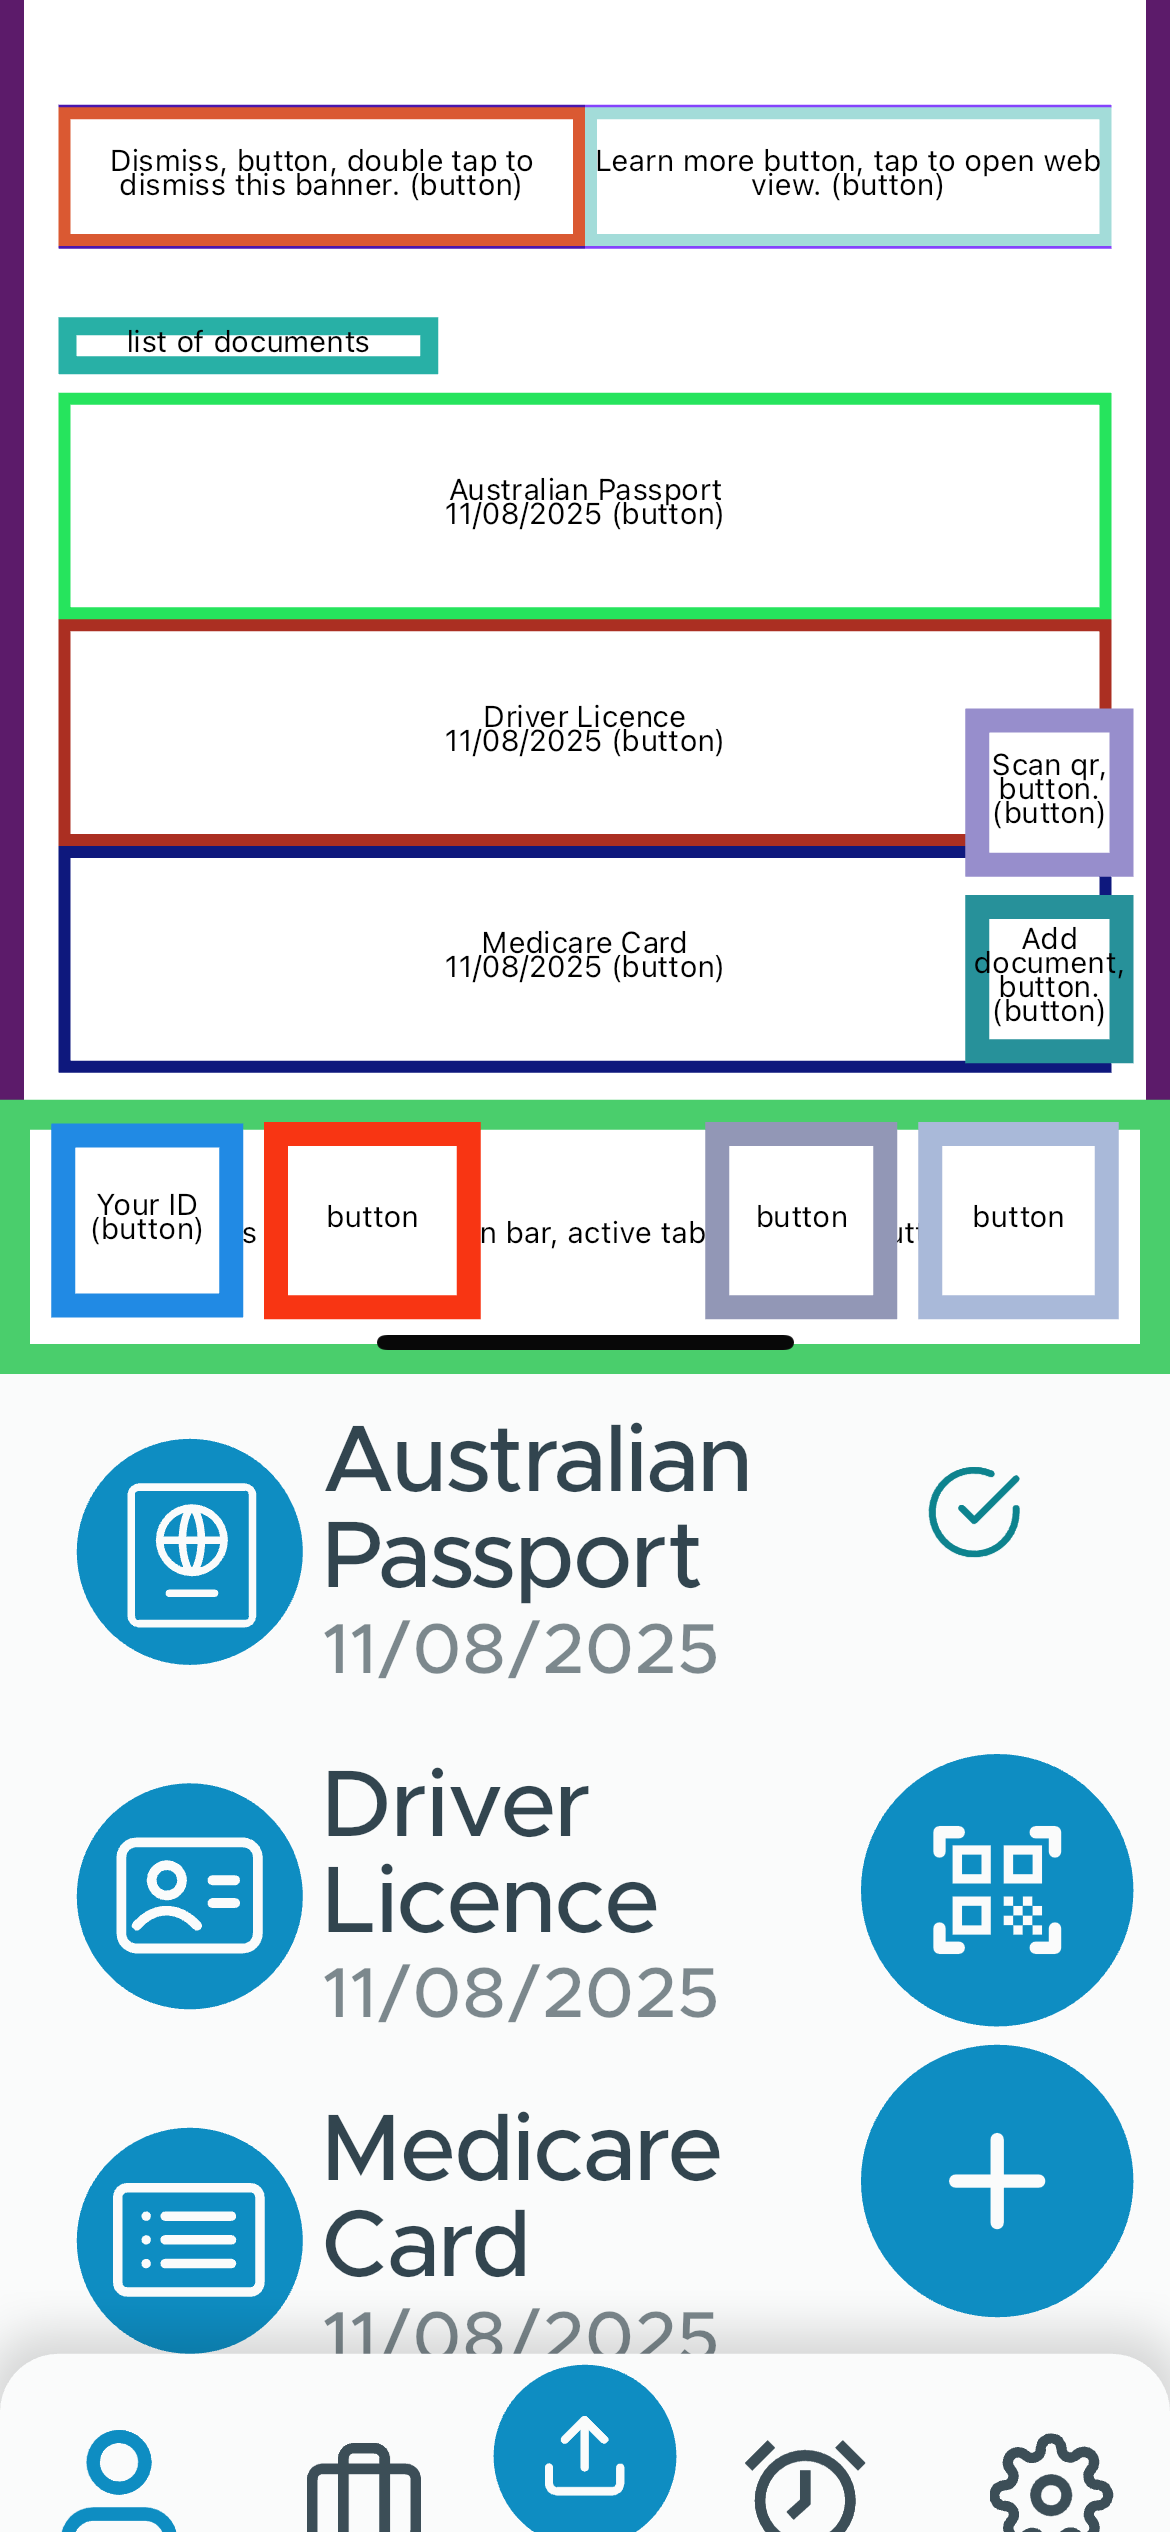 Dismiss, button, double tap to
dismiss this banner. (button)
Learn more button, tap to open web
view. (button)
list of documents
Australian Passport
11/08/2025 (button)
Driver Licence
11/08/2025 (button)
Scan qr,
button.
(button)
Medicare Card
11/08/2025 (button)
Add
document,
button.
(button)
Your ID
(button)
button
bar, active tab
button
button
Australian
Passport
11/08/2025
Driver
Licence
11/08/2025
Medicare
Card
11/08/2025